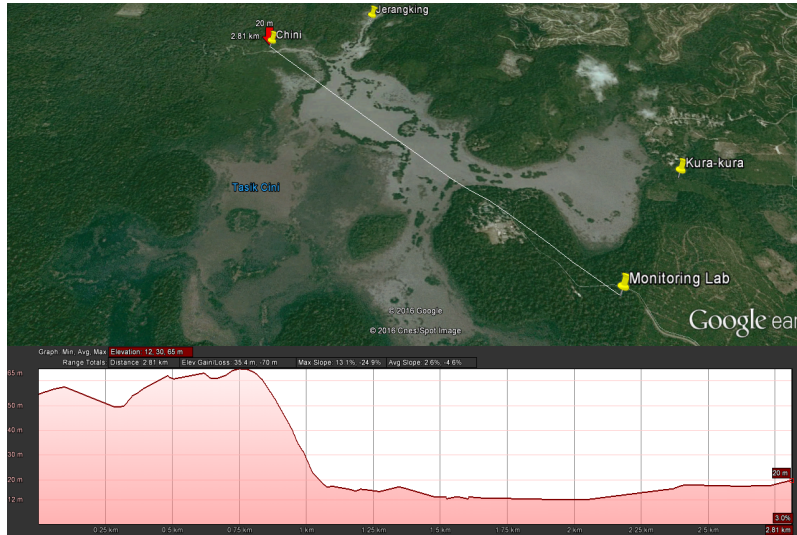 Jerangking
20 m
2.81 km
Chini
Kura-kura
Tasik Cini
Monitoring Lab
© 2016 Google
© 2016 Cnes/Spot Image
Google ear
Graph: Min, Avg, Max Elevation: 12, 30, 65 m
Range Totals: Distance: 2.81 km Elev Gain/Loss: 35.4 m, -70 m Max Slope: 13.1%, -24.9% Avg Slope: 2.6%, -4.6%
65 m
50 m
40 m
30 m
20 m
20 m
12 m
3.0%
0.25 km 0.5 km 0.75 km 1 km 1.25 km 1.5 km 1.75 km 2 km 2.25 km 2.5 km 2.81 km